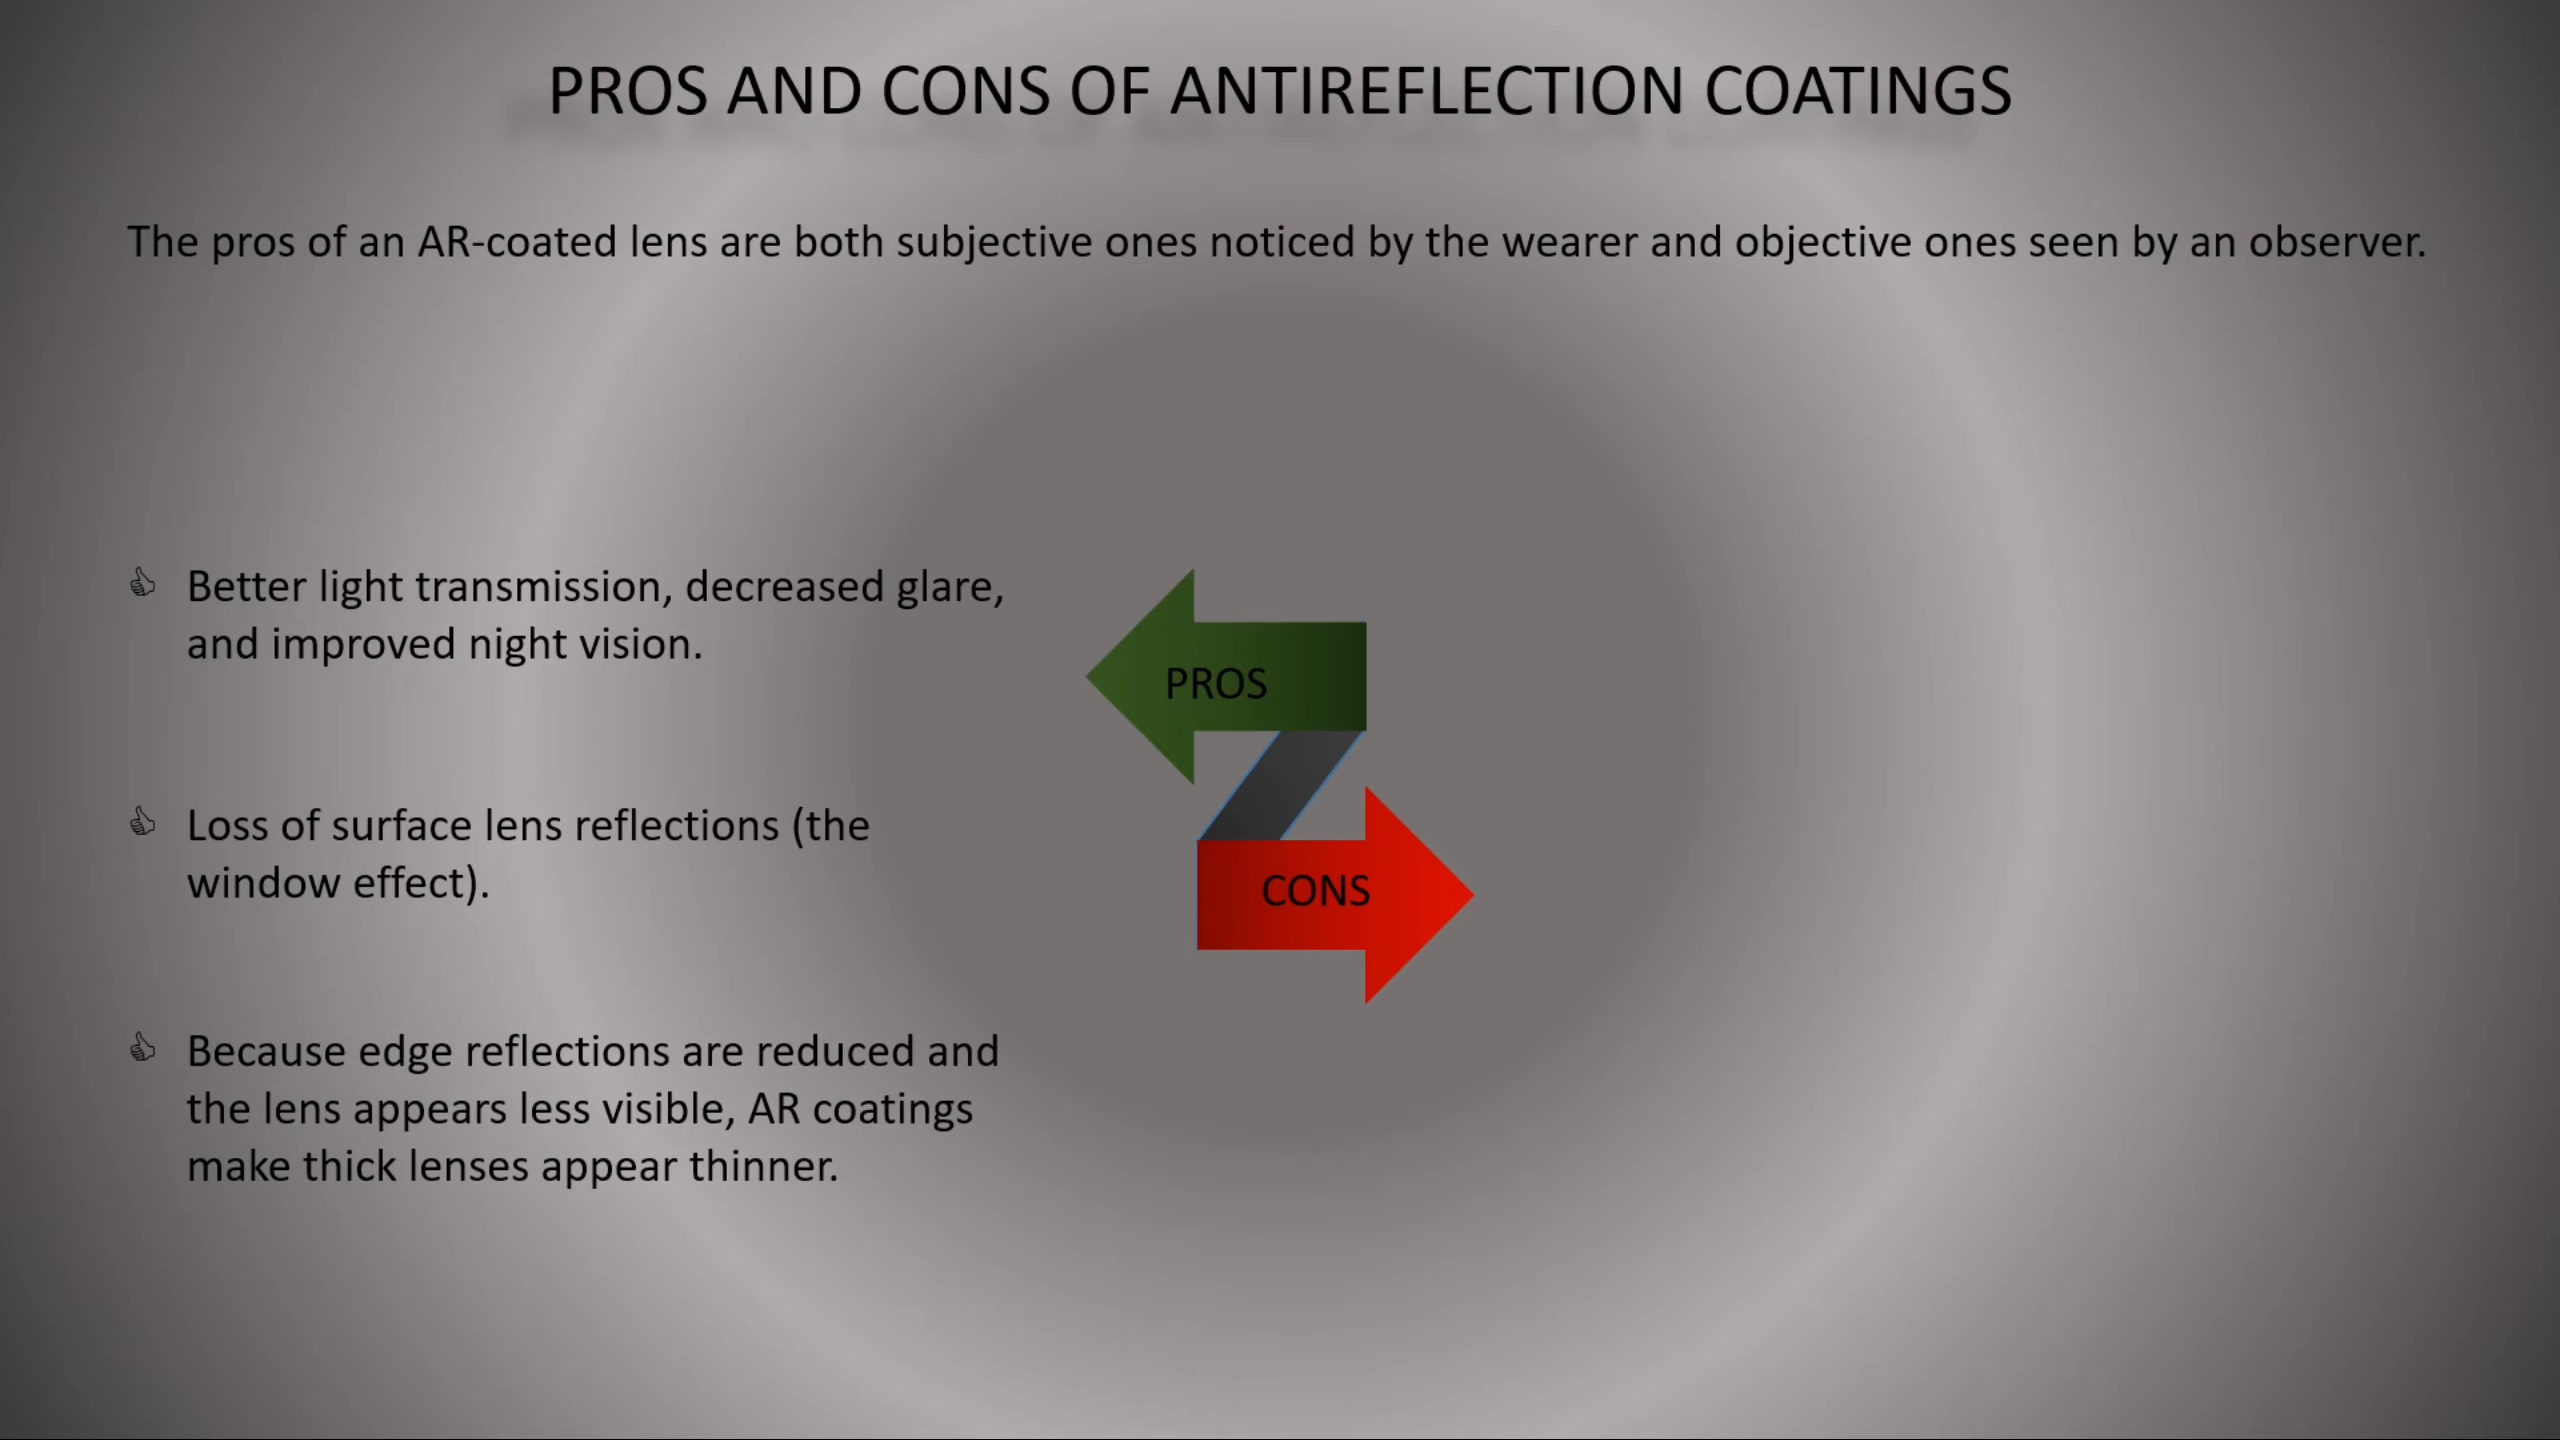 PROS AND CONS OF ANTIREFLECTION COATINGS
The pros of an AR-coated lens are both subjective ones noticed by the wearer and objective ones seen by an observer.
Better light transmission, decreased glare,
and improved night vision.
Loss of surface lens reflections (the
window effect).
Because edge reflections are reduced and
the lens appears less visible, AR coatings
make thick lenses appear thinner.
PROS
CONS